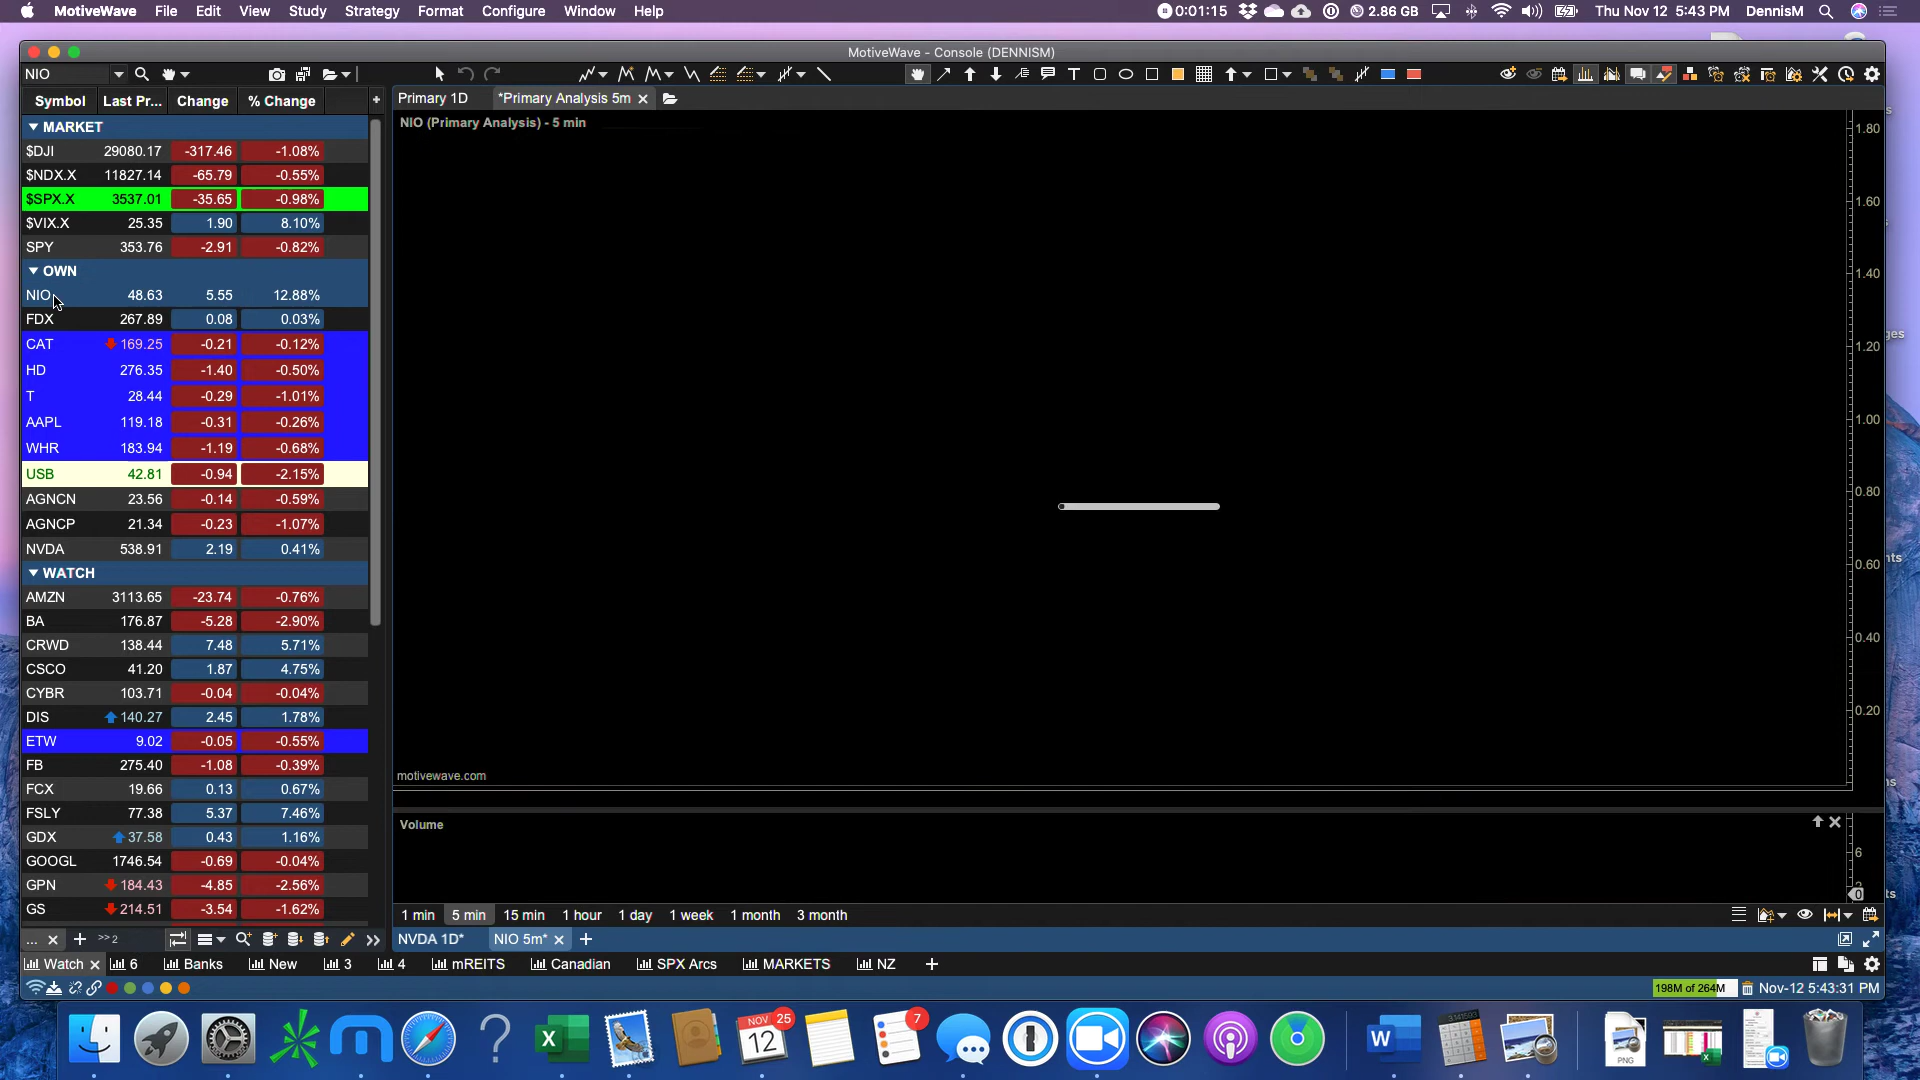 MotiveWave File Edit View Study Strategy Format Configure Window Help 0:01:15 2.86 GB Thu Nov 12 5:43 PM DennisM
MotiveWave - Console (DENNISM)
NIO
Symbol Last Pr... Change % Change +
Primary 1D *Primary Analysis 5m
NIO (Primary Analysis) - 5 min
MARKET
$DJI 29080.17 -317.46 -1.08%
$NDX.X 11827.14 -65.79 -0.55%
$SPX.X 3537.01 -35.65 -0.98%
$VIX.X 25.35 1.90 8.10%
SPY 353.76 -2.91 -0.82%
OWN
NIO 48.63 5.55 12.88%
FDX 267.89 0.08 0.03%
CAT 169.25 -0.21 -0.12%
HD 276.35 -1.40 -0.50%
T 28.44 -0.29 -1.01%
AAPL 119.18 -0.31 -0.26%
WHR 183.94 -1.19 -0.68%
USB 42.81 -0.94 -2.15%
AGNCN 23.56 -0.14 -0.59%
AGNCP 21.34 -0.23 -1.07%
NVDA 538.91 2.19 0.41%
WATCH
AMZN 3113.65 -23.74 -0.76%
BA 176.87 -5.28 -2.90%
CRWD 138.44 7.48 5.71%
CSCO 41.20 1.87 4.75%
CYBR 103.71 -0.04 -0.04%
DIS 140.27 2.45 1.78%
ETW 9.02 -0.05 -0.55%
FB 275.40 -1.08 -0.39%
FCX 19.66 0.13 0.67%
FSLY 77.38 5.37 7.46%
GDX 37.58 0.43 1.16%
GOOGL 1746.54 -0.69 -0.04%
GPN 184.43 -4.85 -2.56%
GS 214.51 -3.54 -1.62%
1.80
1.60
1.40
1.20
1.00
0.80
0.60
0.40
0.20
motivewave.com
Volume
6
0
1 min 5 min 15 min 1 hour 1 day 1 week 1 month 3 month
... >>2
NVDA 1D* NIO 5m*
Watch 6 Banks New 3 4 mREITS Canadian SPX Arcs MARKETS NZ
198M of 264M Nov-12 5:43:31 PM
NOV 25
12
7
PNG